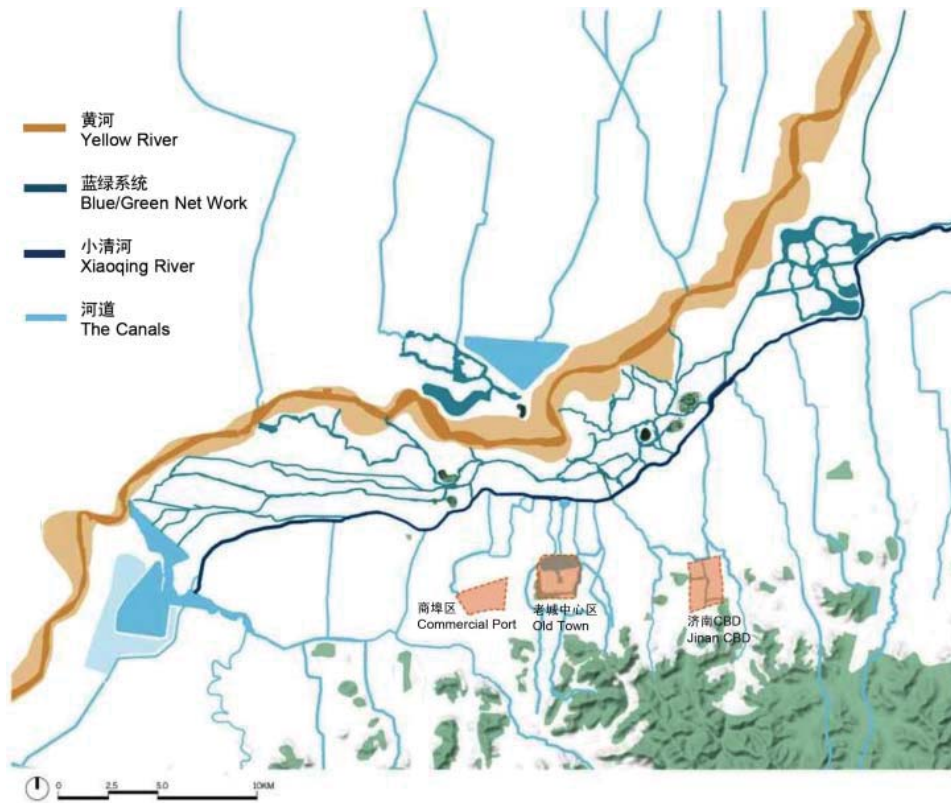 黄河
Yellow River
蓝绿系统
Blue/Green Net Work
小清河
Xiaoqing River
河道
The Canals
商埠区
Commercial Port
老城中心区
Old Town
济南CBD
Jinan CBD
0 2.5 5.0 10KM